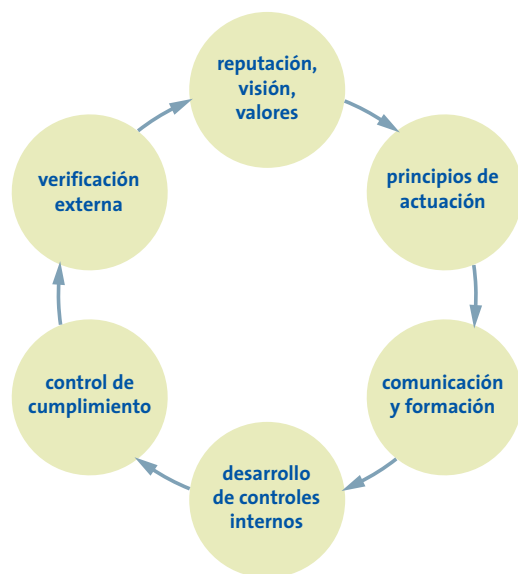 reputación,
visión,
valores
principios de
actuación
comunicación
y formación
desarrollo
de controles
internos
control de
cumplimiento
verificación
externa